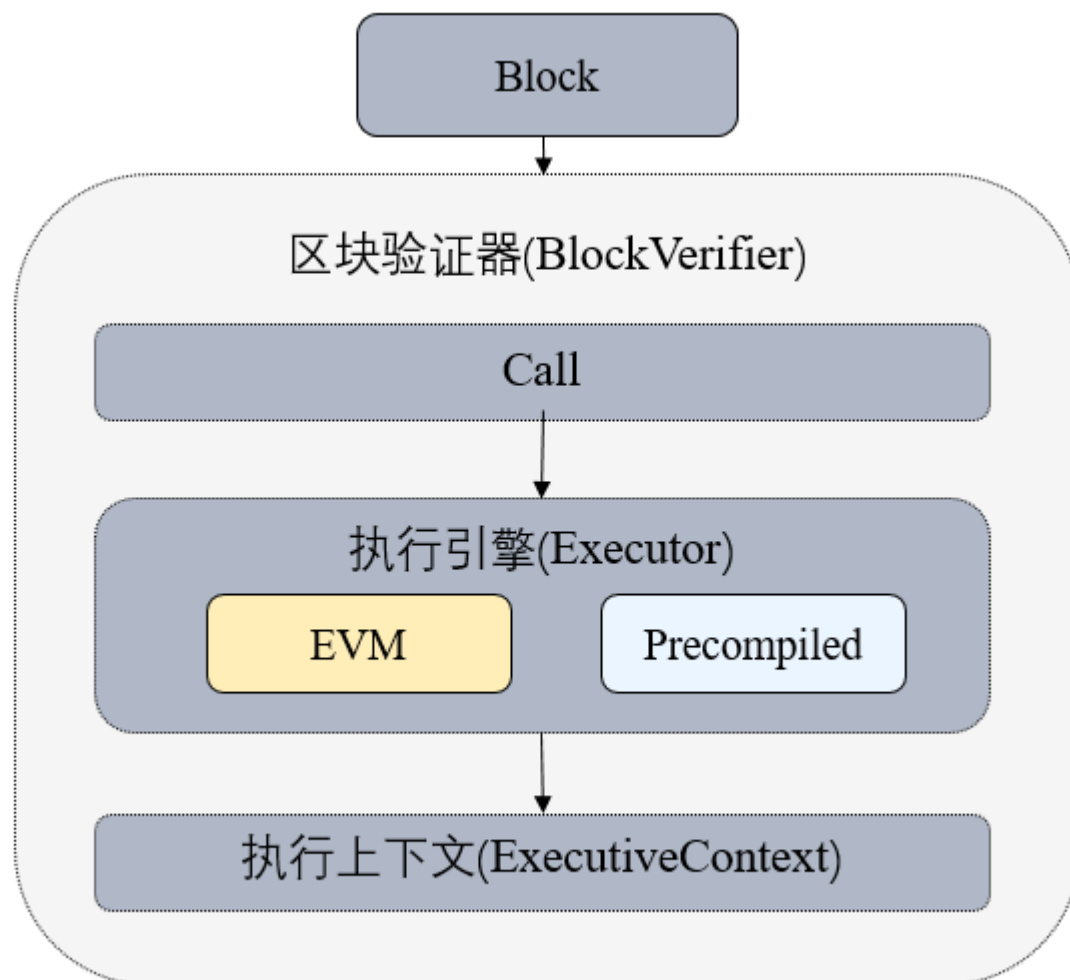 Block
区块验证器(BlockVerifier)
Call
执行引擎(Executor)
EVM
Precompiled
执行上下文(ExecutiveContext)